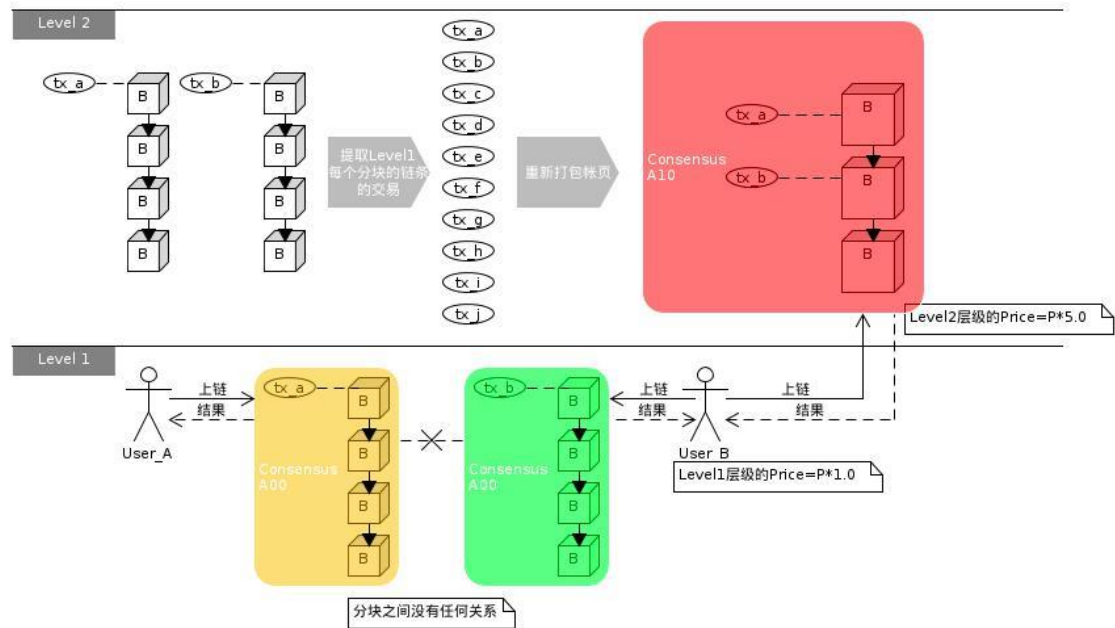 Level 2
tx_a
B
B
B
B
tx_b
B
B
B
B
提取Level1
每个分块的链条
的交易
tx_a
tx_b
tx_c
tx_d
tx_e
tx_f
tx_g
tx_h
tx_i
tx_j
重新打包帐页
Consensus
A10
tx_a
tx_b
B
B
B
Level2层级的Price=P*5.0
Level 1
User_A
上链
结果
tx_a
Consensus
A00
B
B
B
B
tx_b
Consensus
A00
B
B
B
B
上链
结果
User_B
上链
结果
Level1层级的Price=P*1.0
分块之间没有任何关系